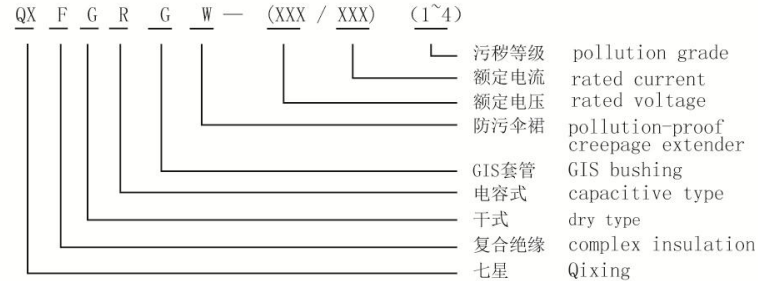 QX F G R G W — (XXX / XXX) (1~4)
污秽等级 pollution grade
额定电流 rated current
额定电压 rated voltage
防污伞裙 pollution-proof
creepage extender
GIS套管 GIS bushing
电容式 capacitive type
干式 dry type
复合绝缘 complex insulation
七星 Qixing